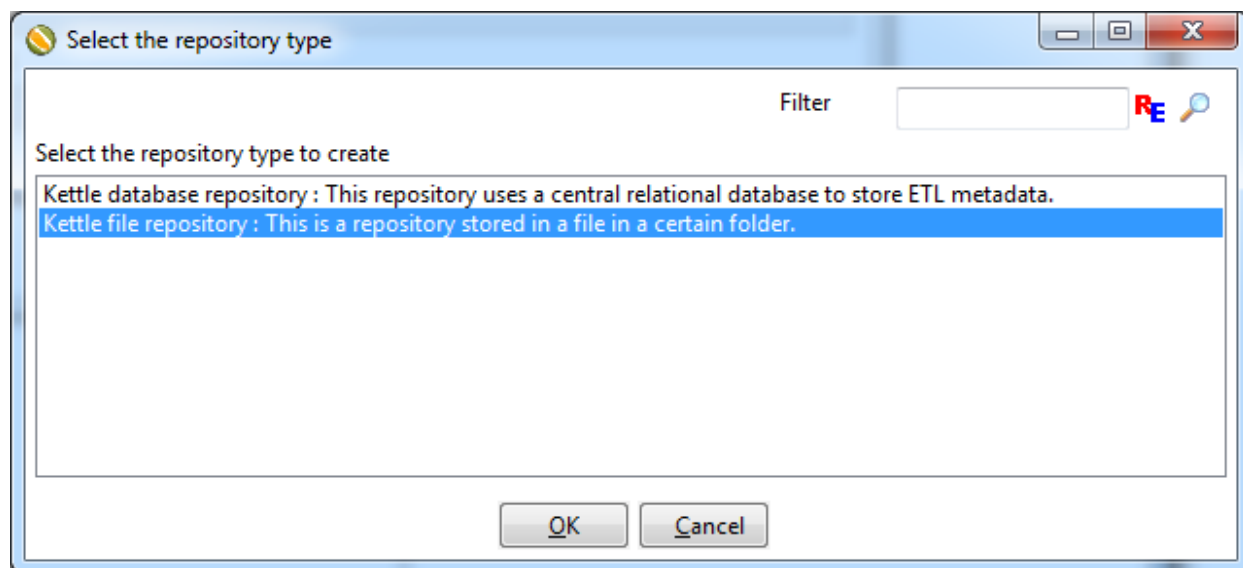 Select the repository type
Filter
RE
Select the repository type to create
Kettle database repository : This repository uses a central relational database to store ETL metadata.
Kettle file repository : This is a repository stored in a file in a certain folder.
OK
Cancel